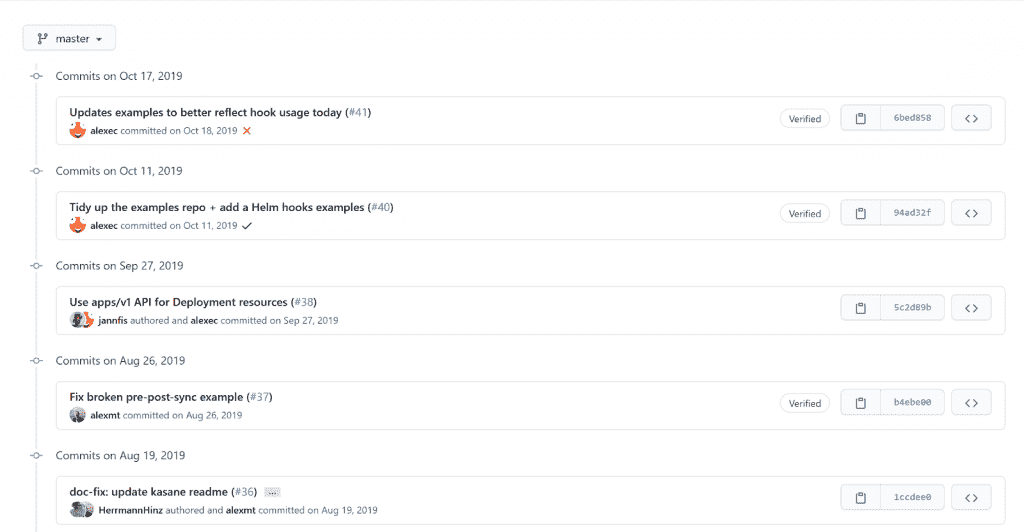 master
Commits on Oct 17, 2019
Updates examples to better reflect hook usage today (#41)
alexec committed on Oct 18, 2019
Verified
6bed858
Commits on Oct 11, 2019
Tidy up the examples repo + add a Helm hooks examples (#40)
alexec committed on Oct 11, 2019
Verified
94ad32f
Commits on Sep 27, 2019
Use apps/v1 API for Deployment resources (#38)
jannfis authored and alexec committed on Sep 27, 2019
5c2d89b
Commits on Aug 26, 2019
Fix broken pre-post-sync example (#37)
alexmt committed on Aug 26, 2019
Verified
b4ebe00
Commits on Aug 19, 2019
doc-fix: update kasane readme (#36)
HerrmannHinz authored and alexmt committed on Aug 19, 2019
1ccdee0